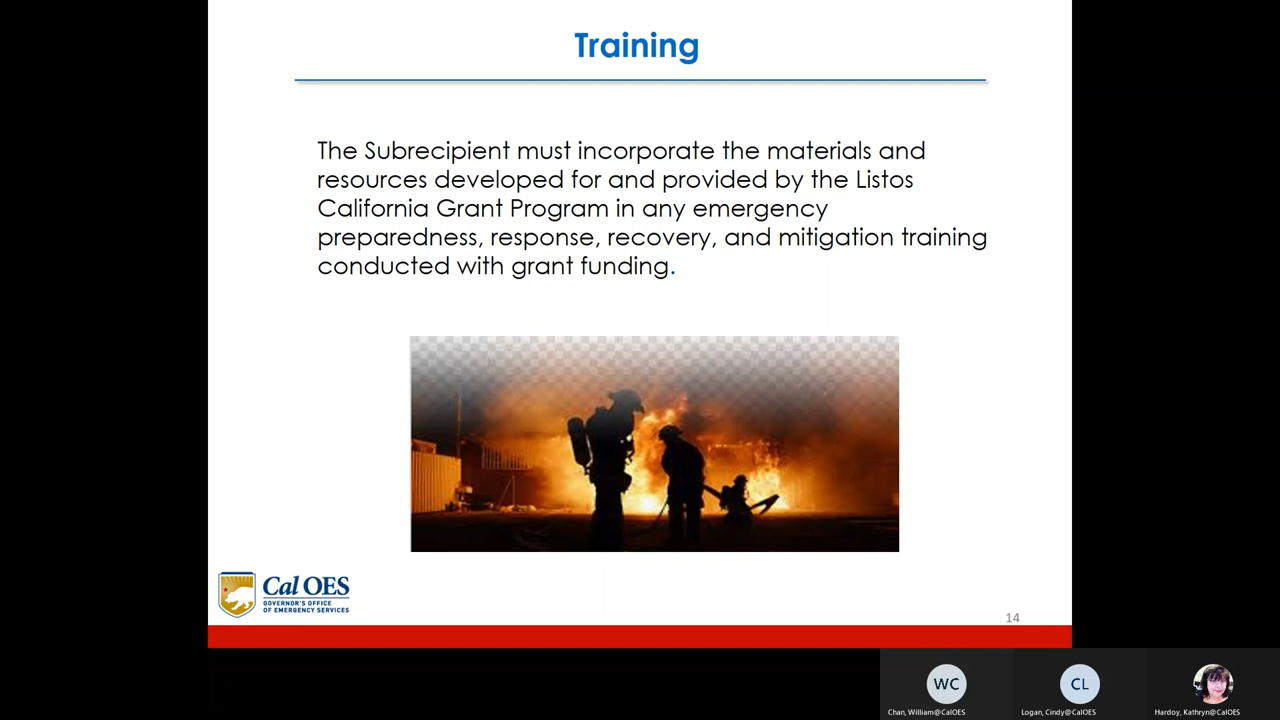 Training
The Subrecipient must incorporate the materials and
resources developed for and provided by the Listos
California Grant Program in any emergency
preparedness, response, recovery, and mitigation training
conducted with grant funding.
Cal OES
GOVERNOR'S OFFICE
OF EMERGENCY SERVICES
14
WC
CL
Chan, William@CalOES
Logan, Cindy@CalOES
Hardoy, Kathryn@CalOES